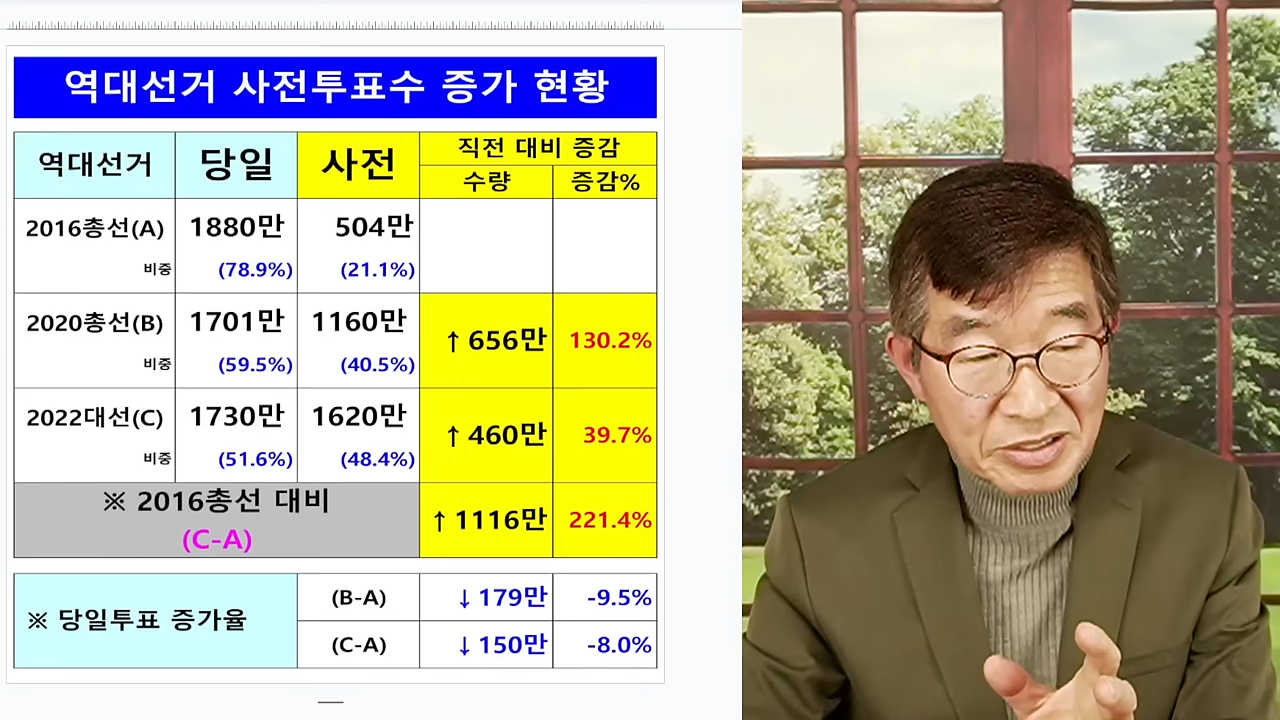 역대선거 사전투표수 증가 현황
역대선거 당일 사전 직전 대비 증감
수량 증감%
2016총선(A) 1880만 504만
비중 (78.9%) (21.1%)
2020총선(B) 1701만 1160만 ↑ 656만 130.2%
비중 (59.5%) (40.5%)
2022대선(C) 1730만 1620만 ↑ 460만 39.7%
비중 (51.6%) (48.4%)
※ 2016총선 대비 ↑ 1116만 221.4%
(C-A)
※ 당일투표 증가율 (B-A) ↓ 179만 -9.5%
(C-A) ↓ 150만 -8.0%